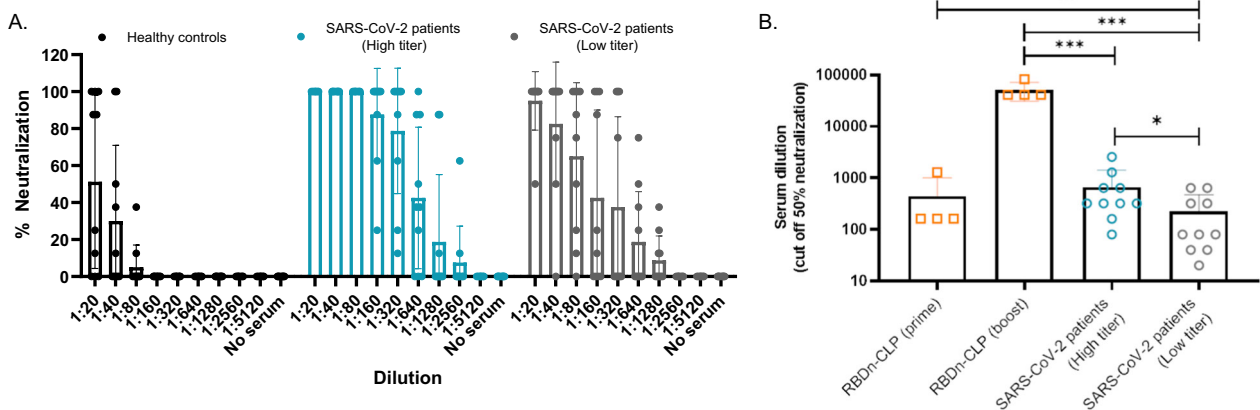 A.
Healthy controls
SARS-CoV-2 patients
(High titer)
SARS-CoV-2 patients
(Low titer)
% Neutralization
120
100
80
60
40
20
0
1:20
1:40
1:80
1:160
1:320
1:640
1:1280
1:2560
1:5120
No serum
1:20
1:40
1:80
1:160
1:320
1:640
1:1280
1:2560
1:5120
No serum
1:20
1:40
1:80
1:160
1:320
1:640
1:1280
1:2560
1:5120
No serum
Dilution
B.
***
***
*
Serum dilution
(cut off 50% neutralization)
100000
10000
1000
100
10
RBDn-CLP (prime)
RBDn-CLP (boost)
SARS-CoV-2 patients
(High titer)
SARS-CoV-2 patients
(Low titer)